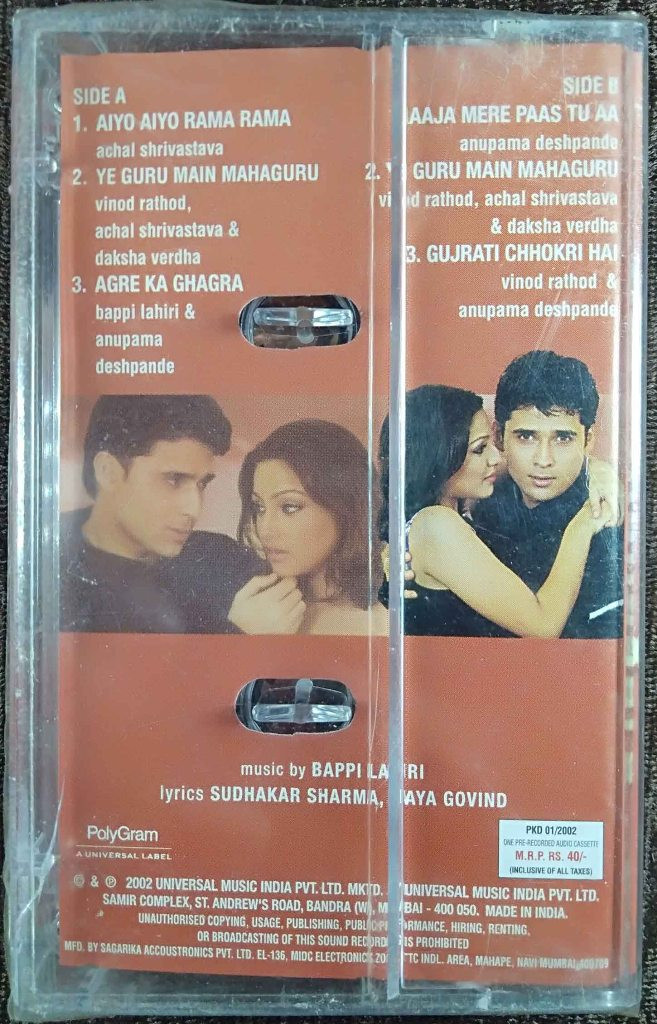 SIDE A
1. AIYO AIYO RAMA RAMA
achal shrivastava
2. YE GURU MAIN MAHAGURU
vinod rathod,
achal shrivastava &
daksha verdha
3. AGRE KA GHAGRA
bappi lahiri &
anupama
deshpande
SIDE B
AAJA MERE PAAS TU AA
anupama deshpande
2. YE GURU MAIN MAHAGURU
vinod rathod, achal shrivastava
& daksha verdha
3. GUJRATI CHHOKRI HAI
vinod rathod &
anupama deshpande
music by BAPPI LAHIRI
lyrics SUDHAKAR SHARMA, MAYA GOVIND
PolyGram
A UNIVERSAL LABEL
PKD 01/2002
ONE PRE-RECORDED AUDIO CASSETTE
M.R.P. RS. 40/-
(INCLUSIVE OF ALL TAXES)
© & ℗ 2002 UNIVERSAL MUSIC INDIA PVT. LTD. MKTD. BY UNIVERSAL MUSIC INDIA PVT. LTD.
SAMIR COMPLEX, ST. ANDREW'S ROAD, BANDRA (W), MUMBAI - 400 050. MADE IN INDIA.
UNAUTHORISED COPYING, USAGE, PUBLISHING, PUBLIC PERFORMANCE, HIRING, RENTING,
OR BROADCASTING OF THIS SOUND RECORDING IS PROHIBITED
MFD. BY SAGARIKA ACCOUSTRONICS PVT. LTD. EL-136, MIDC ELECTRONICK ZONE, TTC INDL. AREA, MAHAPE, NAVI MUMBAI 400709